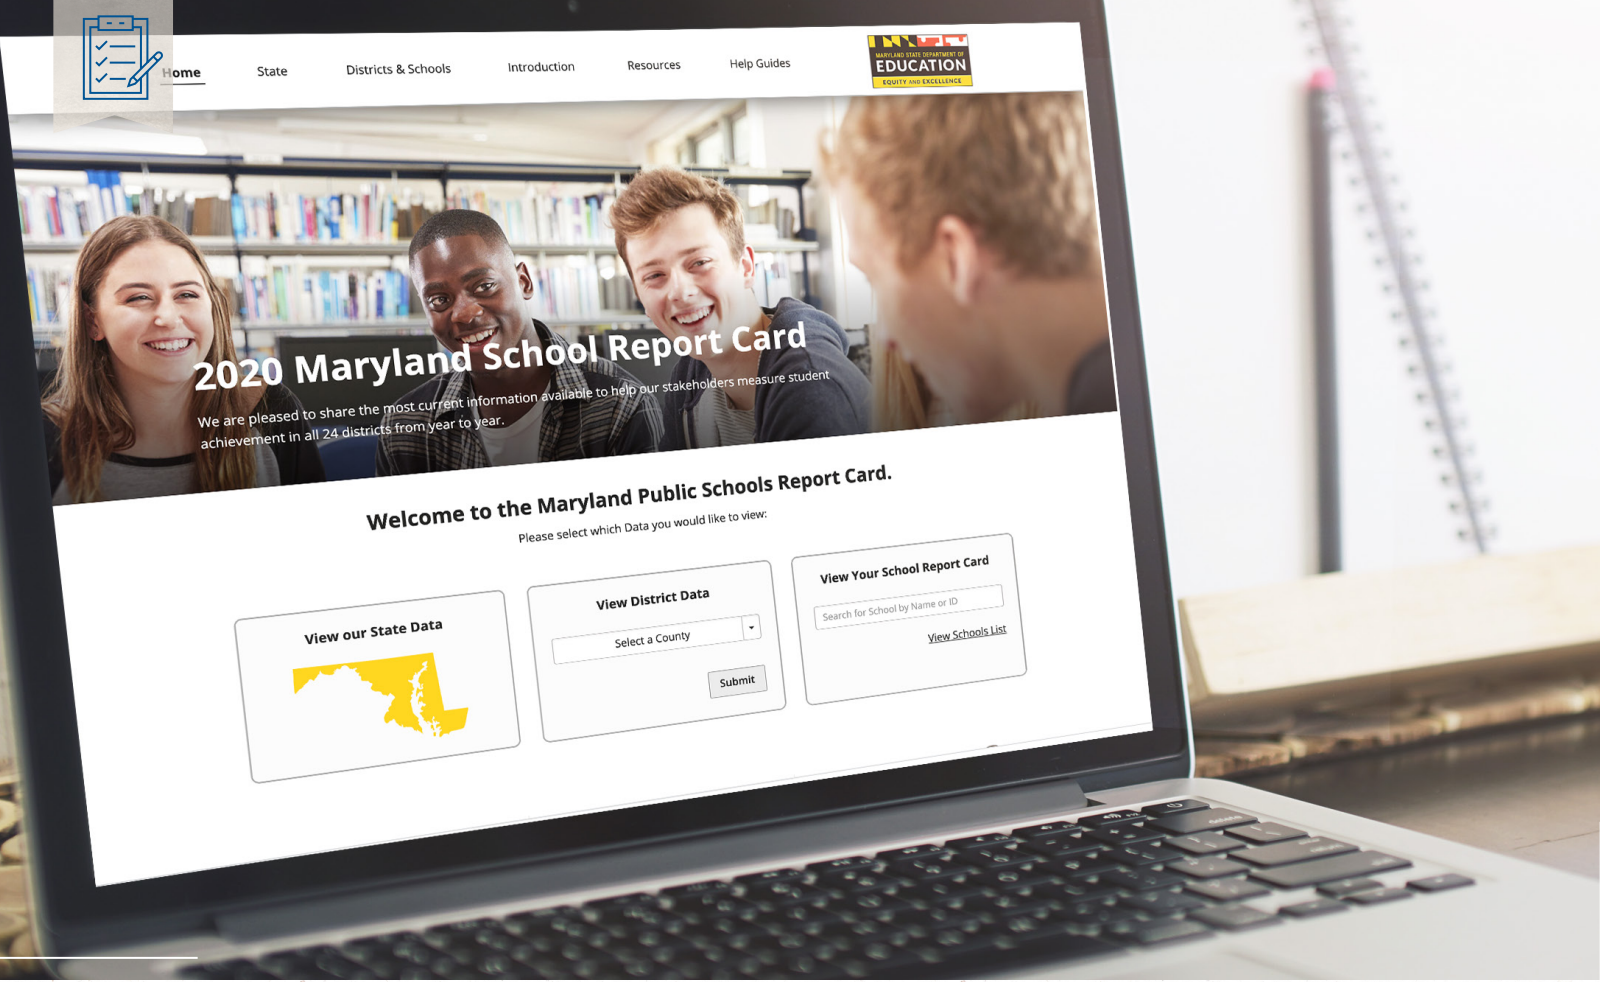 Home
State
Districts & Schools
Introduction
Resources
Help Guides
MARYLAND STATE DEPARTMENT OF
EDUCATION
EQUITY AND EXCELLENCE
2020 Maryland School Report Card
We are pleased to share the most current information available to help our stakeholders measure student
achievement in all 24 districts from year to year.
Welcome to the Maryland Public Schools Report Card.
Please select which Data you would like to view:
View our State Data
View District Data
Select a County
Submit
View Your School Report Card
Search for School by Name or ID
View Schools List